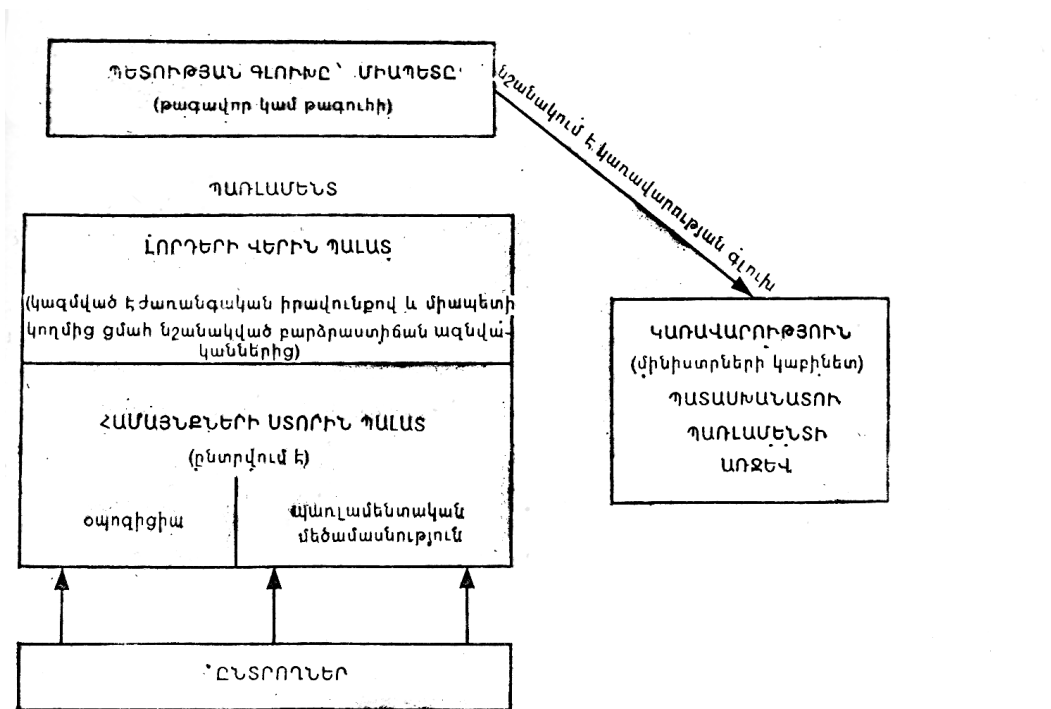 ՊԵՏՈՒԹՅԱՆ ԳԼՈՒԽԸ՝ ՄԻԱՊԵՏԸ
(թագավոր կամ թագուհի)
նշանակում է կառավարության գլուխ
ՊԱՌԼԱՄԵՆՏ
ԼՈՐԴԵՐԻ ՎԵՐԻՆ ՊԱԼԱՏ
(կազմված է ժառանգական իրավունքով և միապետի
կողմից ցմահ նշանակված բարձրաստիճան ազնվա-
կաններից)
ՀԱՄԱՅՆՔՆԵՐԻ ՍՏՈՐԻՆ ՊԱԼԱՏ
(ընտրվում է)
օպոզիցիա
պառլամենտական
մեծամասնություն
ԸՆՏՐՈՂՆԵՐ
ԿԱՌԱՎԱՐՈՒԹՅՈՒՆ
(մինիստրների կաբինետ)
ՊԱՏԱՍԽԱՆԱՏՈՒ
ՊԱՌԼԱՄԵՆՏԻ
ԱՌՋԵՎ